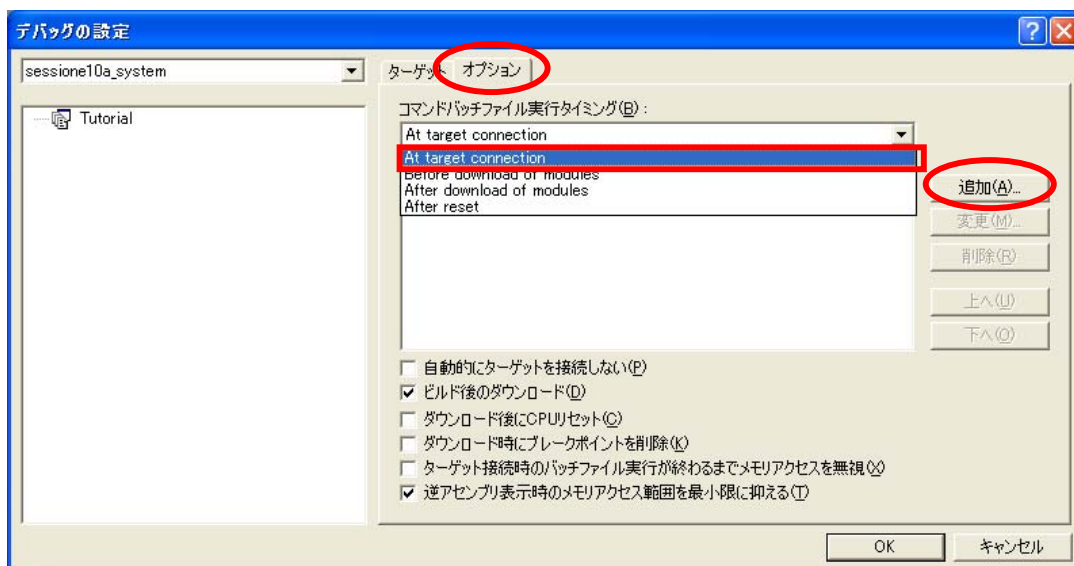 デバッグの設定
sessione10a_system
ターゲット オプション
Tutorial
コマンドバッチファイル実行タイミング(B) :
At target connection
At target connection
Before download of modules
After download of modules
After reset
追加(A)...
変更(M)...
削除(R)
上へ(U)
下へ(O)
自動的にターゲットを接続しない(P)
ビルド後のダウンロード(D)
ダウンロード後にCPUリセット(C)
ダウンロード時にブレークポイントを削除(K)
ターゲット接続時のバッチファイル実行が終わるまでメモリアクセスを無視(X)
逆アセンブリ表示時のメモリアクセス範囲を最小限に抑える(T)
OK キャンセル